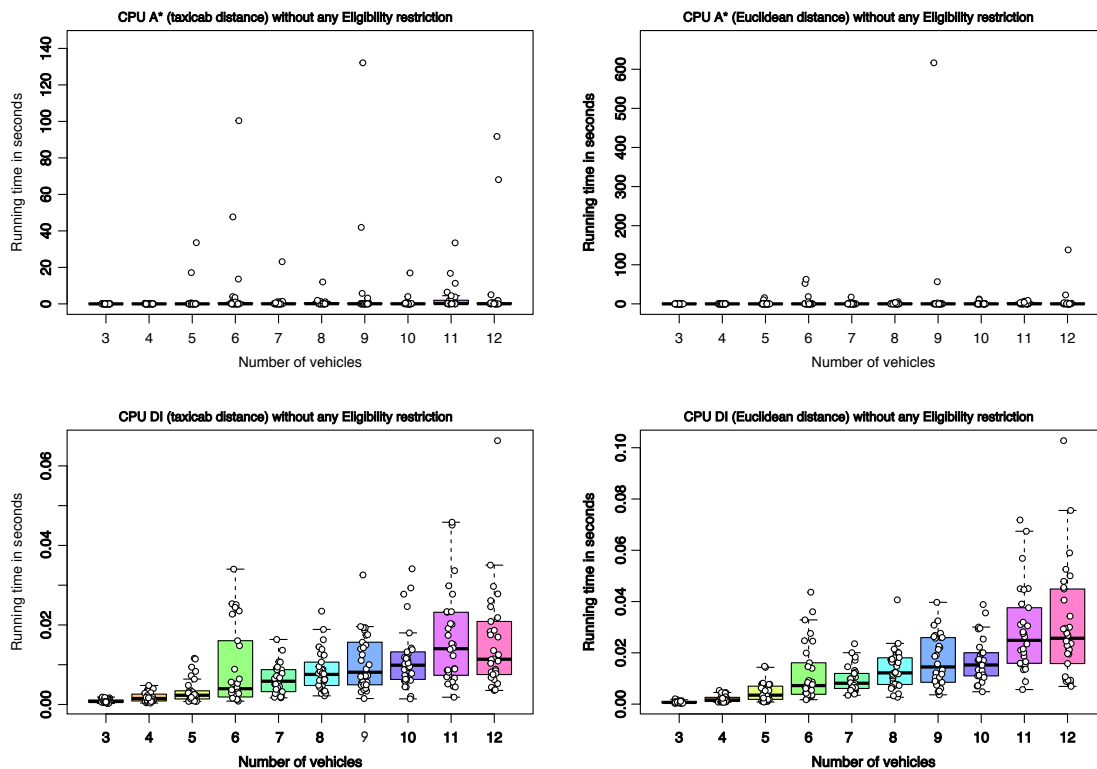 CPU A* (taxicab distance) without any Eligibility restriction
Running time in seconds
140
120
100
80
60
40
20
0
3 4 5 6 7 8 9 10 11 12
Number of vehicles
CPU A* (Euclidean distance) without any Eligibility restriction
Running time in seconds
600
500
400
300
200
100
0
3 4 5 6 7 8 9 10 11 12
Number of vehicles
CPU DI (taxicab distance) without any Eligibility restriction
Running time in seconds
0.06
0.04
0.02
0.00
3 4 5 6 7 8 9 10 11 12
Number of vehicles
CPU DI (Euclidean distance) without any Eligibility restriction
Running time in seconds
0.10
0.08
0.06
0.04
0.02
0.00
3 4 5 6 7 8 9 10 11 12
Number of vehicles